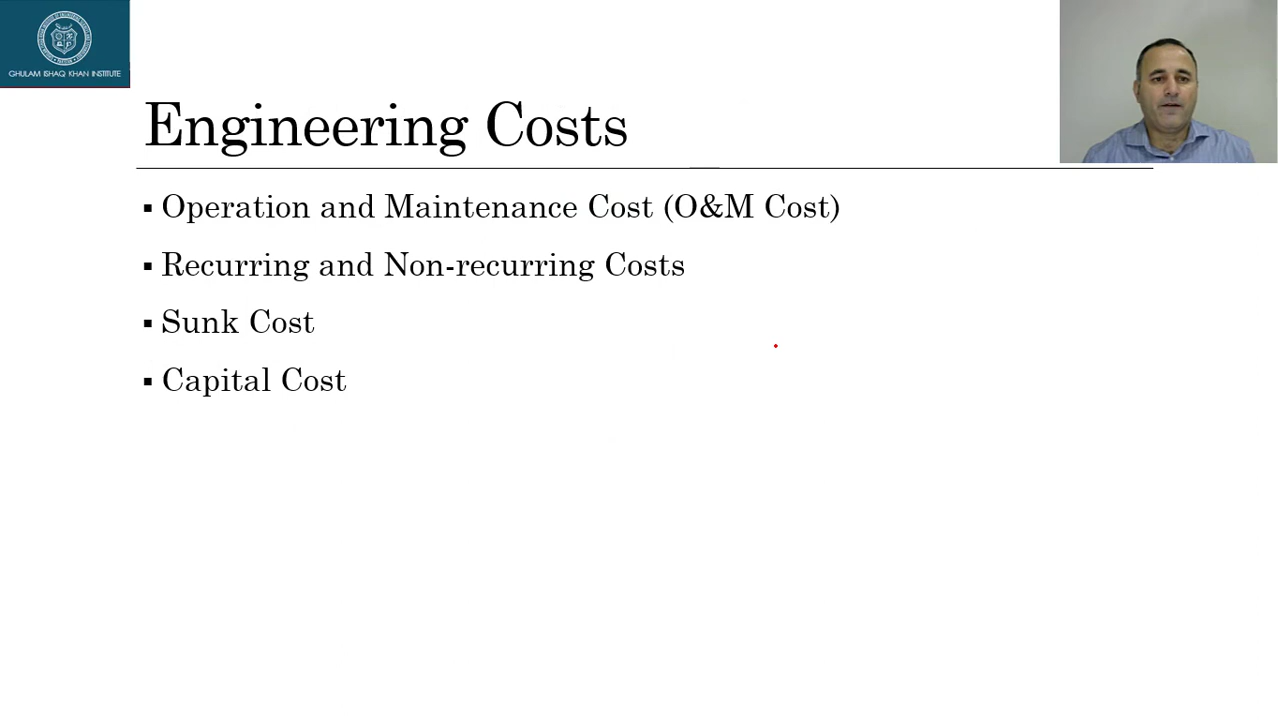 GHULAM ISHAQ KHAN INSTITUTE
Engineering Costs
▪ Operation and Maintenance Cost (O&M Cost)
▪ Recurring and Non-recurring Costs
▪ Sunk Cost
▪ Capital Cost